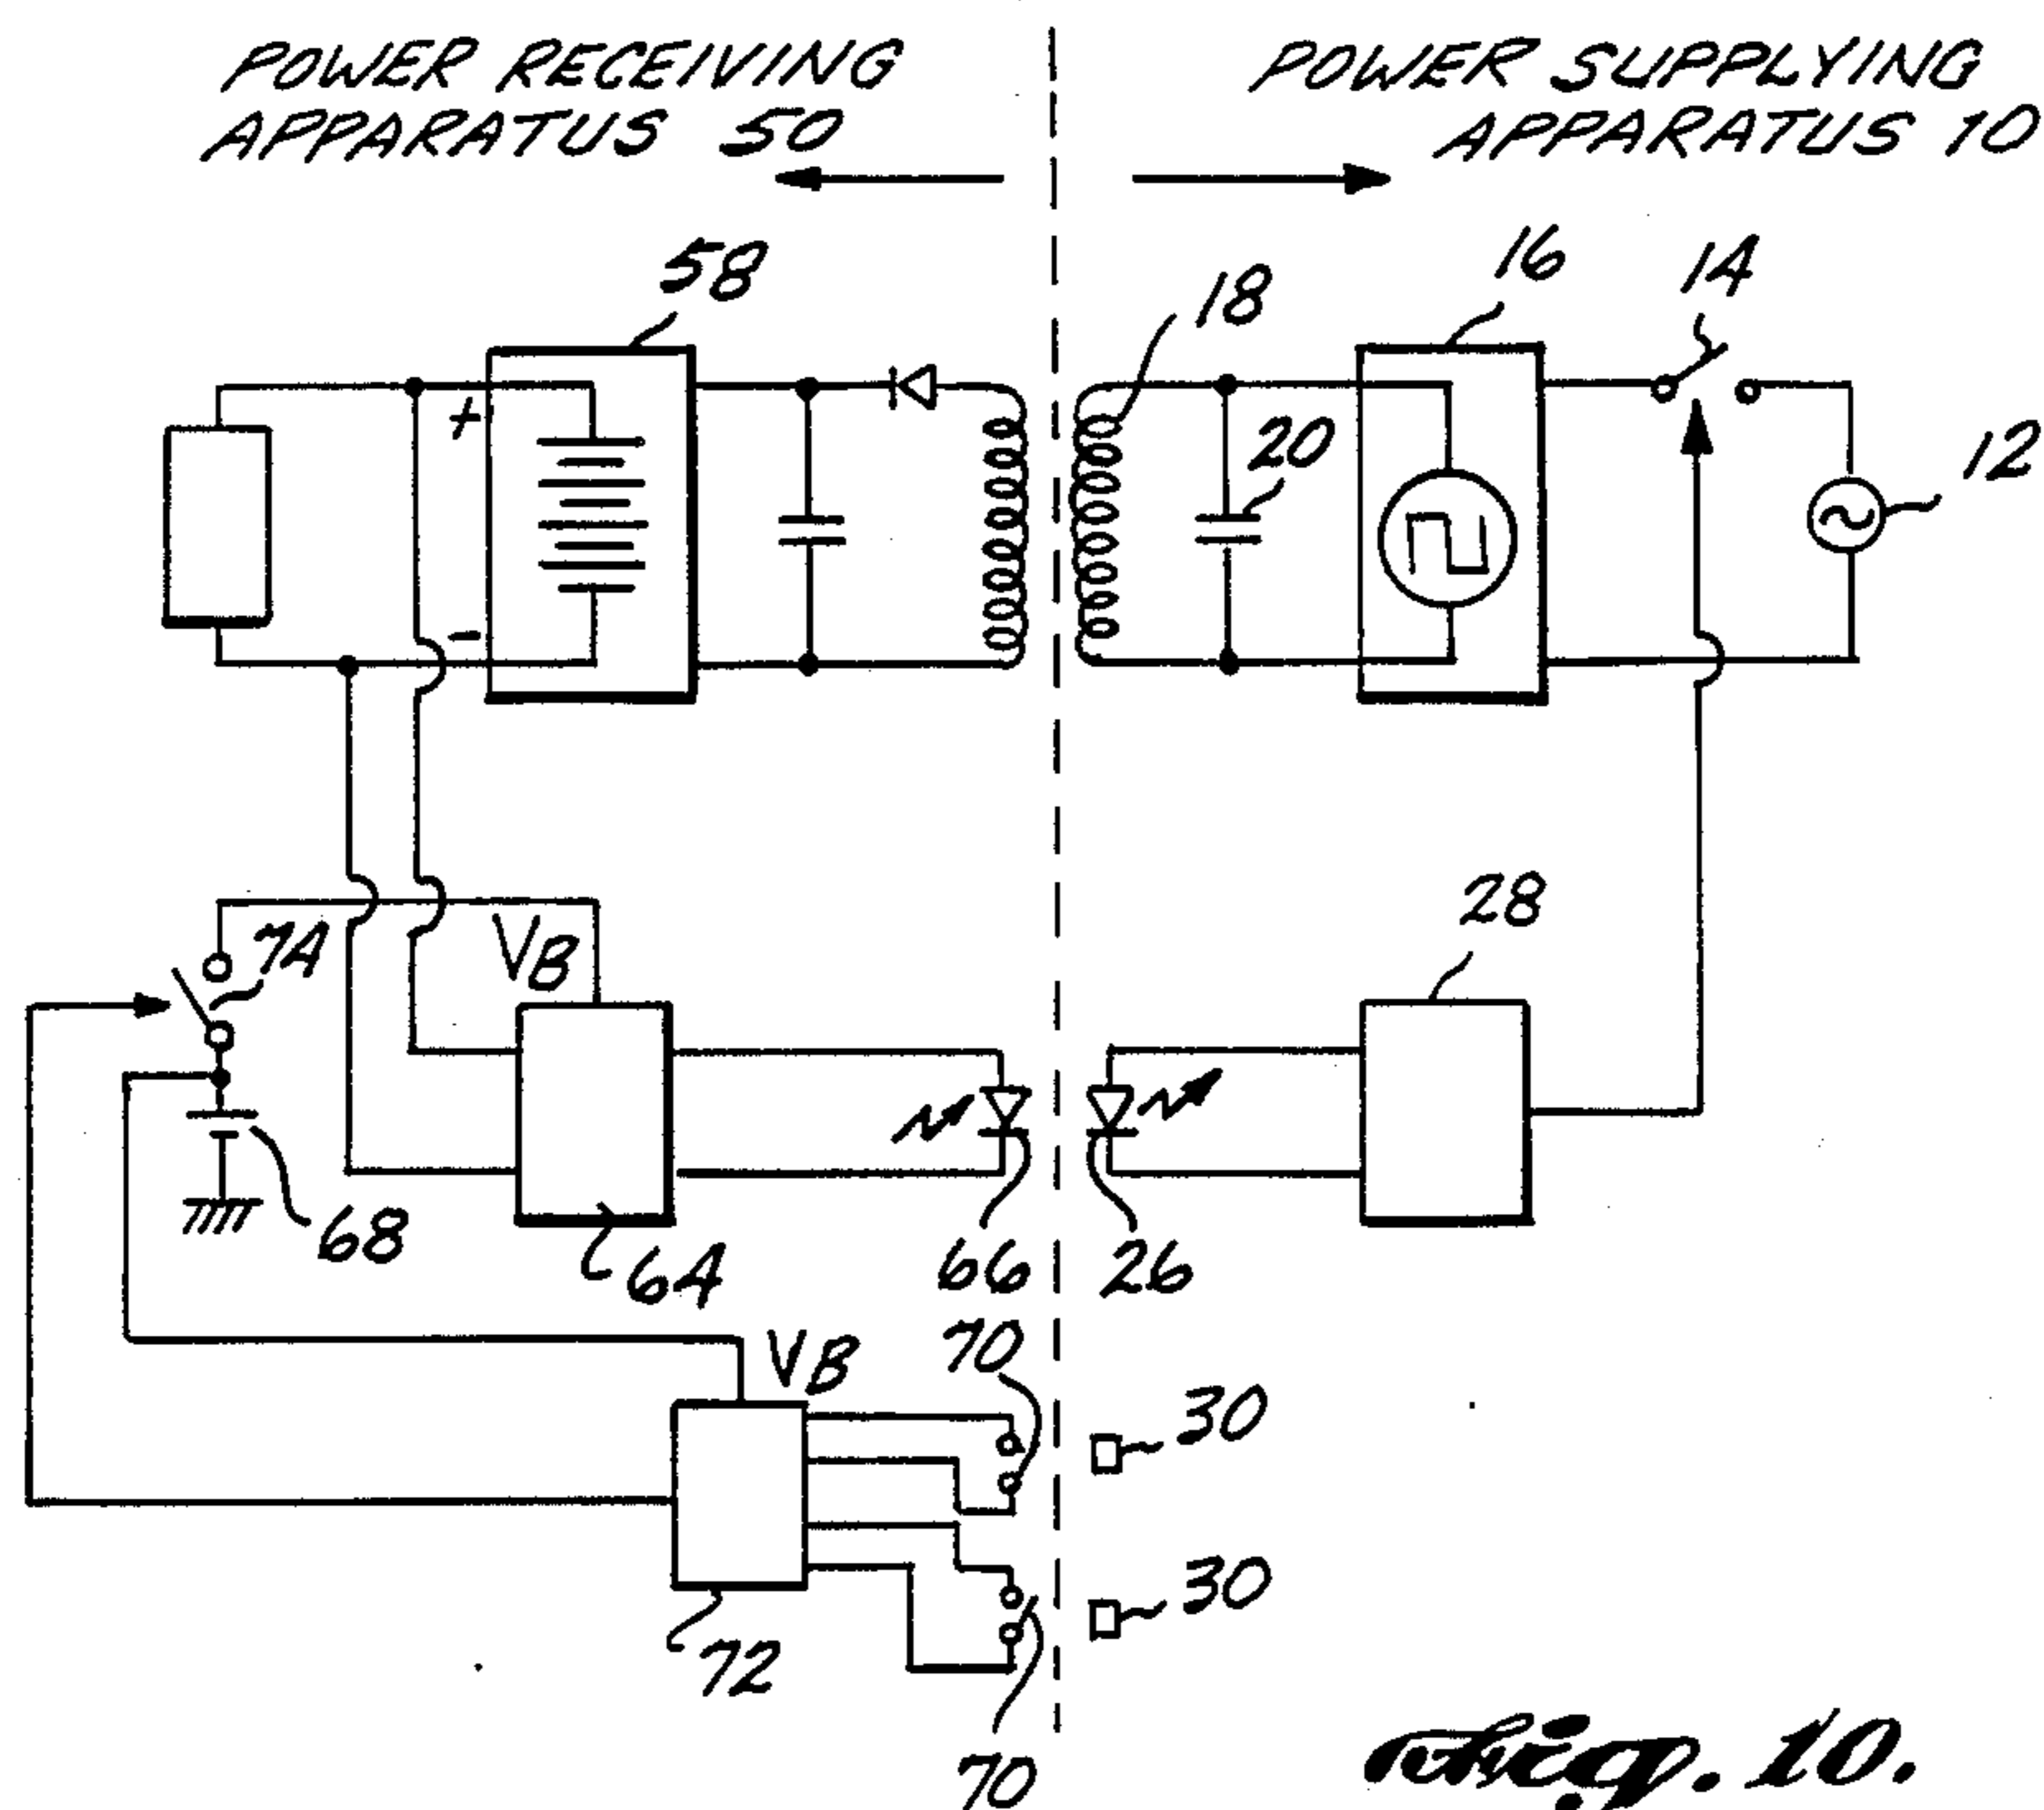 POWER RECEIVING
APPARATUS 50
POWER SUPPLYING
APPARATUS 10
58
18
16
14
12
20
+
-
74
VB
28
68
64
66
26
70
VB
30
30
72
70
Fig. 10.